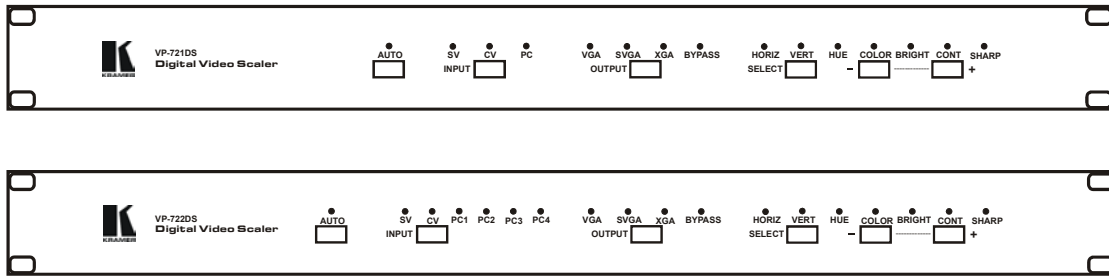 VP-721DS
AUTO SV CV PC VGA SVGA XGA BYPASS HORIZ VERT HUE COLOR BRIGHT CONT SHARP
Digital Video Scaler
INPUT OUTPUT SELECT - +
KRAMER
VP-722DS
AUTO SV CV PC1 PC2 PC3 PC4 VGA SVGA XGA BYPASS HORIZ VERT HUE COLOR BRIGHT CONT SHARP
Digital Video Scaler
INPUT OUTPUT SELECT - +
KRAMER